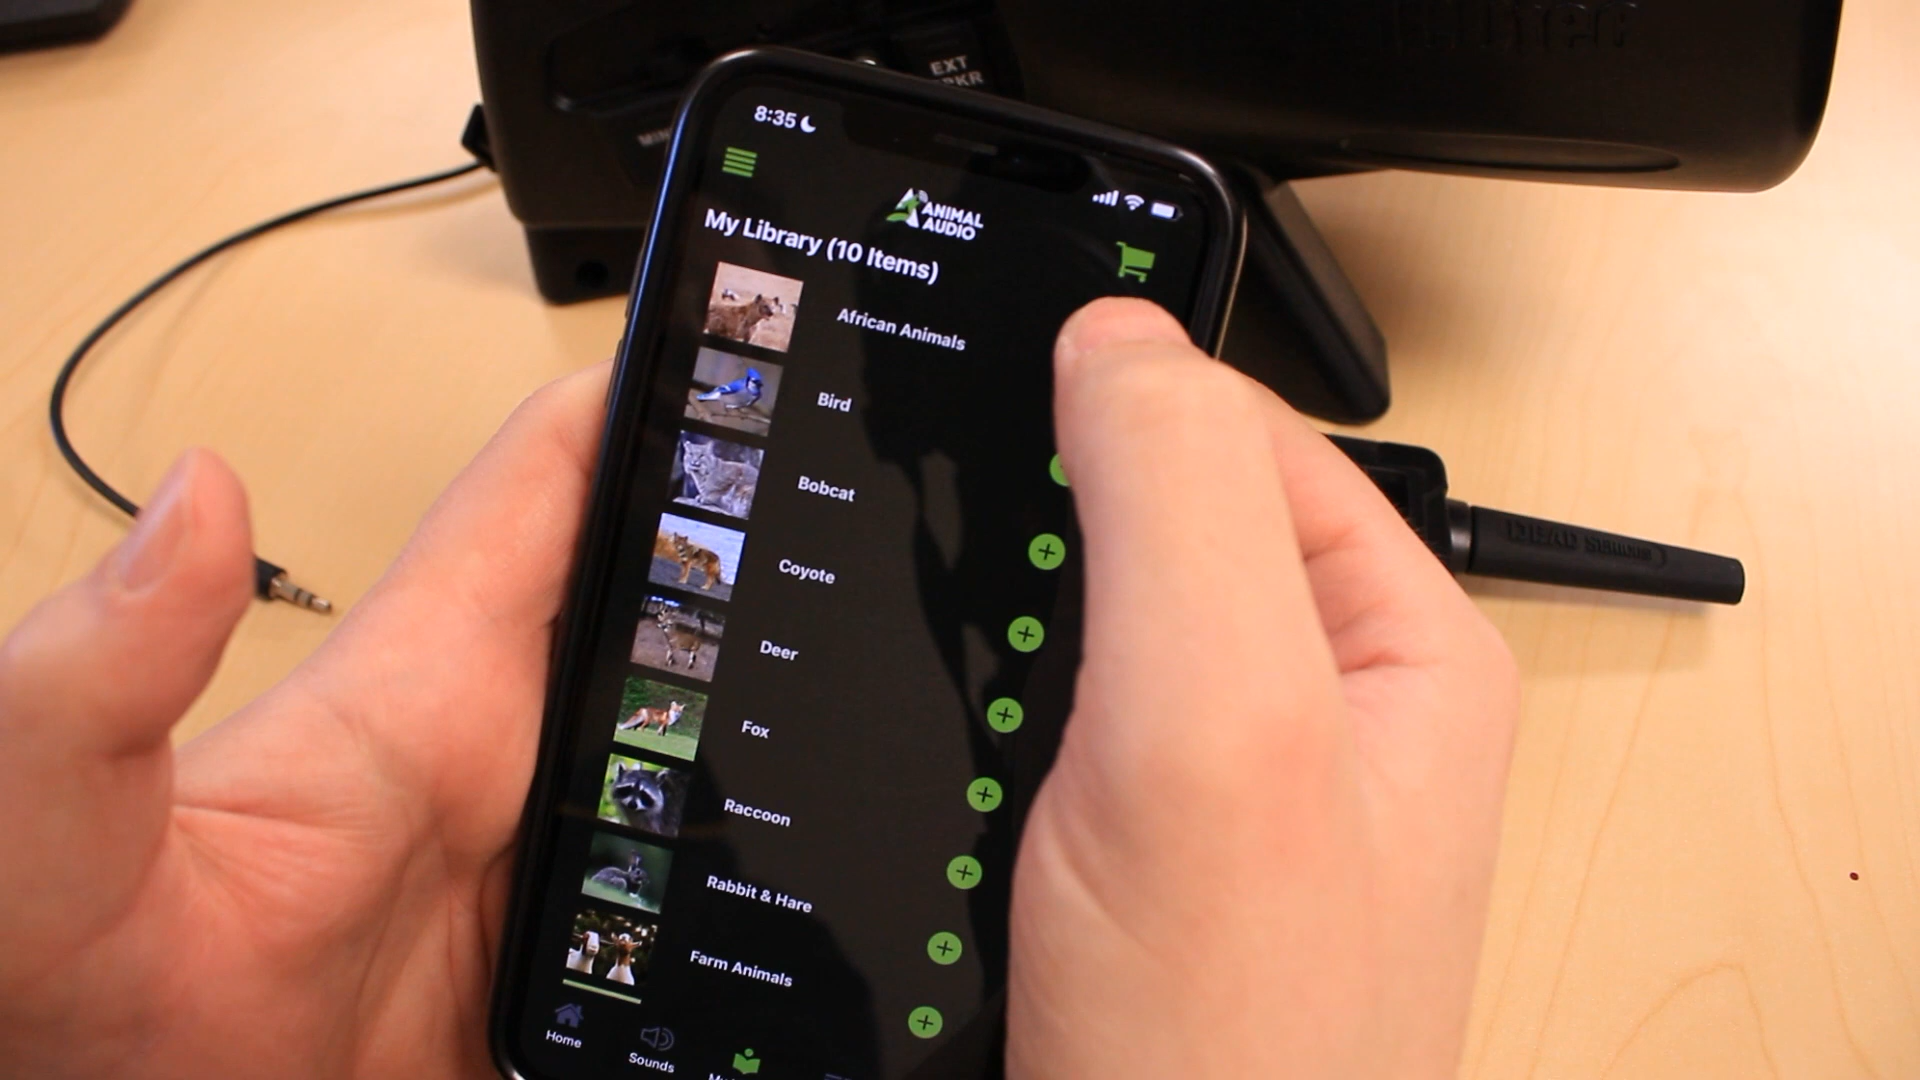 EXT
8:35
ANIMAL
AUDIO
My Library (10 Items)
African Animals
Bird
Bobcat
Coyote
Deer
Fox
Raccoon
Rabbit & Hare
Farm Animals
Home
Sounds